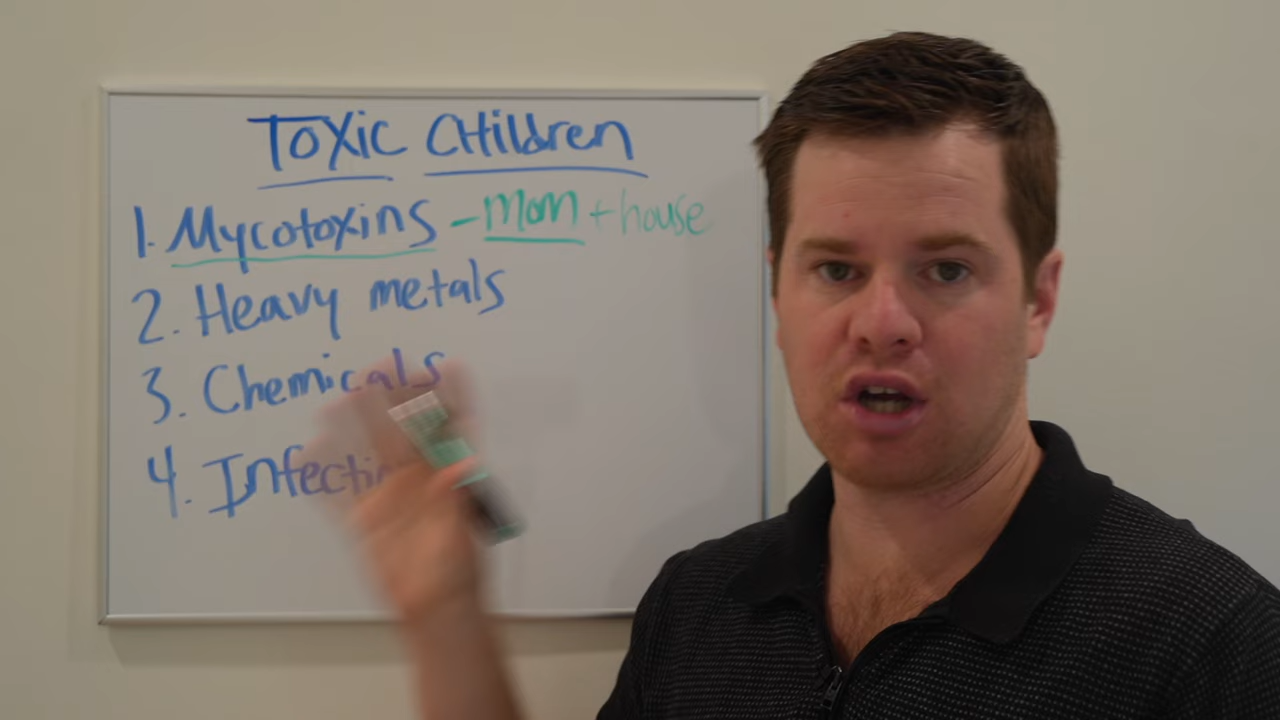 Toxic Children
1. Mycotoxins - mom + house
2. Heavy metals
3. Chemicals
4.